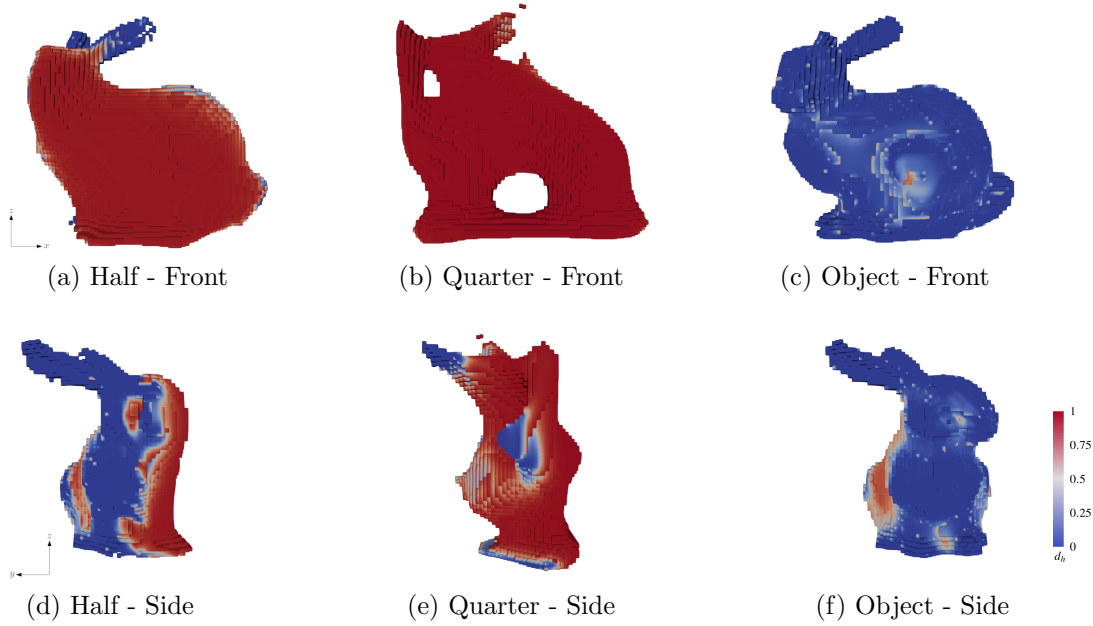 z
x
(a) Half - Front
(b) Quarter - Front
(c) Object - Front
1
0.75
0.5
0.25
0
d_h
z
y
(d) Half - Side
(e) Quarter - Side
(f) Object - Side